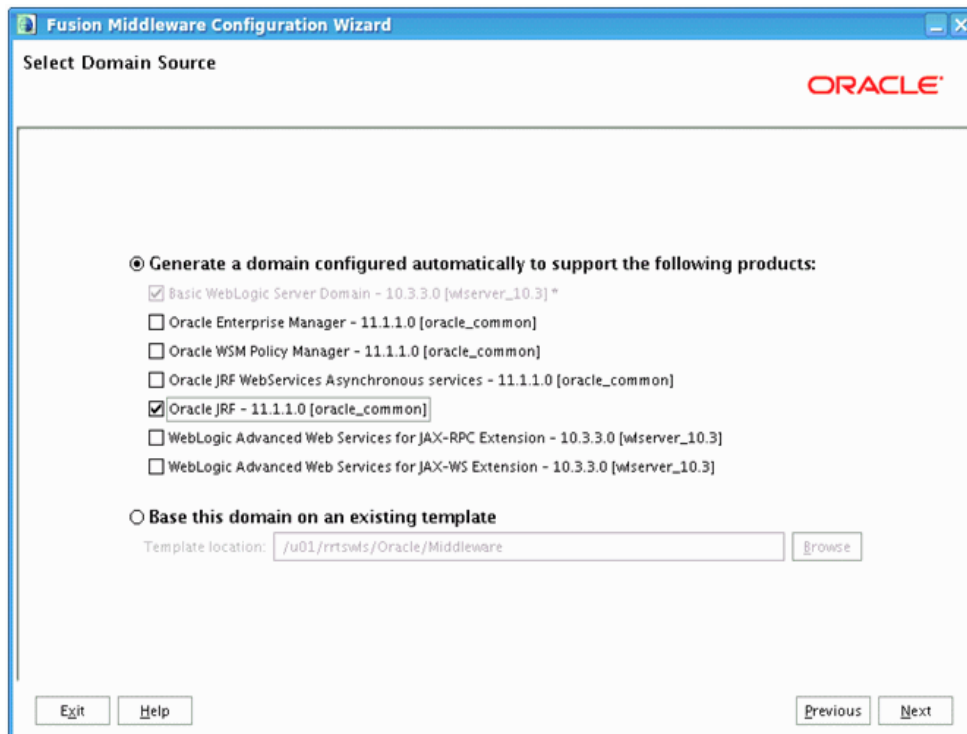 Fusion Middleware Configuration Wizard
Select Domain Source
ORACLE
Generate a domain configured automatically to support the following products:
Basic WebLogic Server Domain - 10.3.3.0 [wlserver_10.3] *
Oracle Enterprise Manager - 11.1.1.0 [oracle_common]
Oracle WSM Policy Manager - 11.1.1.0 [oracle_common]
Oracle JRF WebServices Asynchronous services - 11.1.1.0 [oracle_common]
Oracle JRF - 11.1.1.0 [oracle_common]
WebLogic Advanced Web Services for JAX-RPC Extension - 10.3.3.0 [wlserver_10.3]
WebLogic Advanced Web Services for JAX-WS Extension - 10.3.3.0 [wlserver_10.3]
Base this domain on an existing template
Template location: /u01/rrtswls/Oracle/Middleware Browse
Exit Help Previous Next